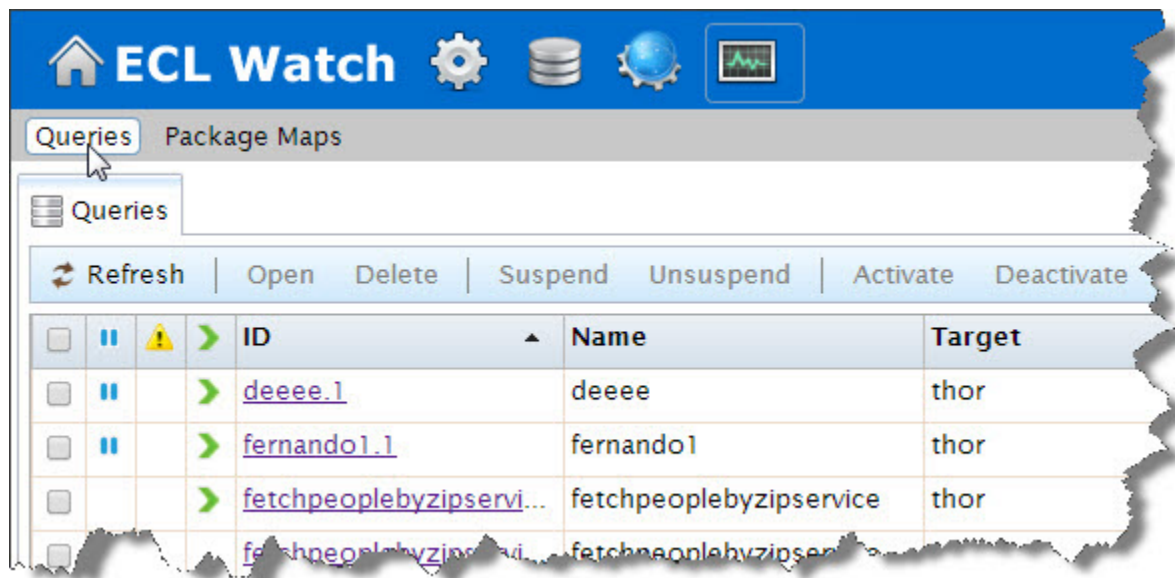 ECL Watch
Queries Package Maps
Queries
Refresh Open Delete Suspend Unsuspend Activate Deactivate
ID Name Target
deeee.1 deeee thor
fernando1.1 fernando1 thor
fetchpeoplebyzipservi... fetchpeoplebyzipservice thor